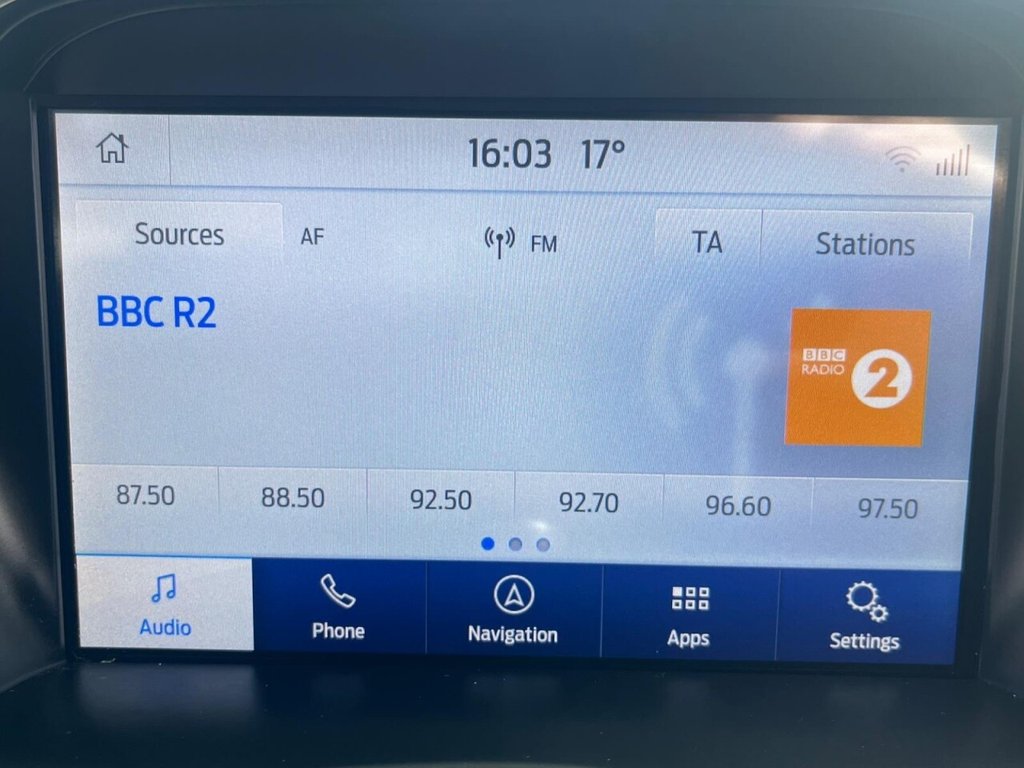 16:03 17°
Sources AF FM TA Stations
BBC R2
BBC
RADIO 2
87.50 88.50 92.50 92.70 96.60 97.50
Audio Phone Navigation Apps Settings